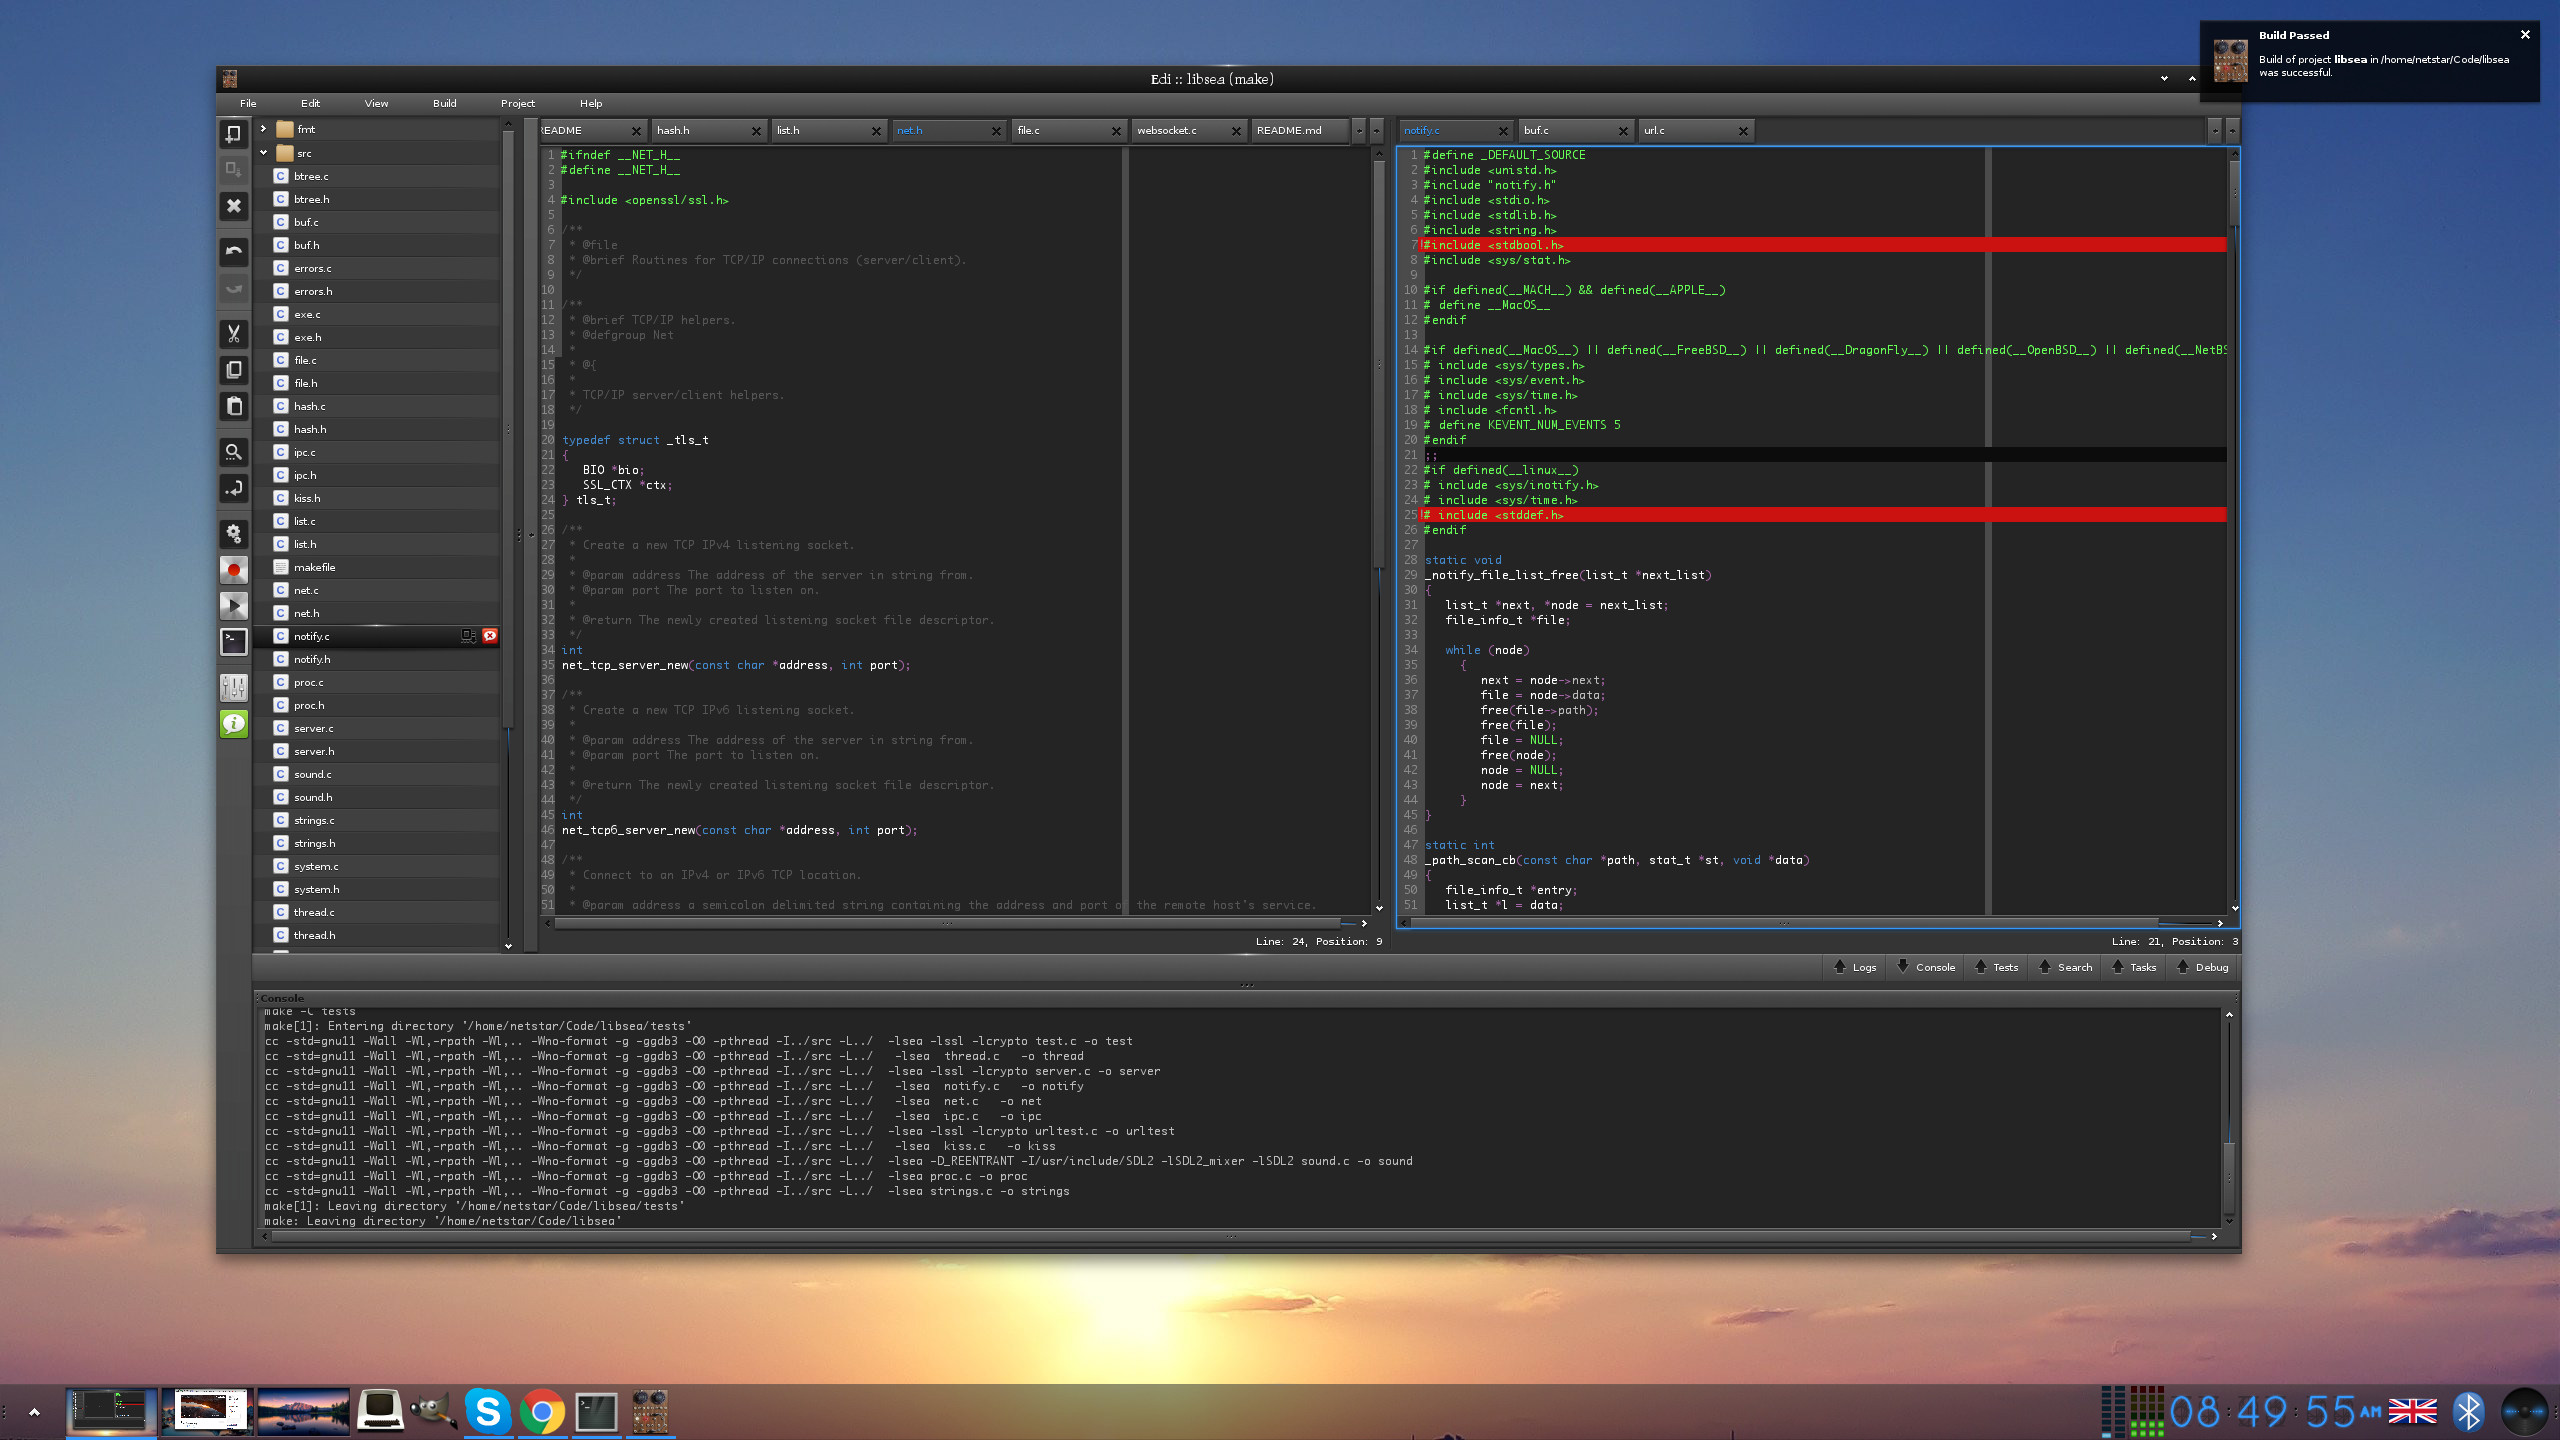 Build Passed
Build of project libsea in /home/netstar/Code/libsea
was successful.
Edi :: libsea (make)
File Edit View Build Project Help
fmt
src
btree.c
btree.h
buf.c
buf.h
errors.c
errors.h
exe.c
exe.h
file.c
file.h
hash.c
hash.h
ipc.c
ipc.h
kiss.h
list.c
list.h
makefile
net.c
net.h
notify.c
notify.h
proc.c
proc.h
server.c
server.h
sound.c
sound.h
strings.c
strings.h
system.c
system.h
thread.c
thread.h
README hash.h list.h net.h file.c websocket.c README.md
1 #ifndef __NET_H__
2 #define __NET_H__
3
4 #include <openssl/ssl.h>
5
6 /**
7 * @file
8 * @brief Routines for TCP/IP connections (server/client).
9 */
10
11 /**
12 * @brief TCP/IP helpers.
13 * @defgroup Net
14 *
15 * @{
16 *
17 * TCP/IP server/client helpers.
18 */
19
20 typedef struct _tls_t
21 {
22 BIO *bio;
23 SSL_CTX *ctx;
24 } tls_t;
25
26 /**
27 * Create a new TCP IPv4 listening socket.
28 *
29 * @param address The address of the server in string from.
30 * @param port The port to listen on.
31 *
32 * @return The newly created listening socket file descriptor.
33 */
34 int
35 net_tcp_server_new(const char *address, int port);
36
37 /**
38 * Create a new TCP IPv6 listening socket.
39 *
40 * @param address The address of the server in string from.
41 * @param port The port to listen on.
42 *
43 * @return The newly created listening socket file descriptor.
44 */
45 int
46 net_tcp6_server_new(const char *address, int port);
47
48 /**
49 * Connect to an IPv4 or IPv6 TCP location.
50 *
51 * @param address a semicolon delimited string containing the address and port of the remote host's service.
Line: 24, Position: 9
notify.c buf.c url.c
1 #define _DEFAULT_SOURCE
2 #include <unistd.h>
3 #include "notify.h"
4 #include <stdio.h>
5 #include <stdlib.h>
6 #include <string.h>
7 #include <stdbool.h>
8 #include <sys/stat.h>
9
10 #if defined(__MACH__) && defined(__APPLE__)
11 # define __MacOS__
12 #endif
13
14 #if defined(__MacOS__) || defined(__FreeBSD__) || defined(__DragonFly__) || defined(__OpenBSD__) || defined(__NetBS
15 # include <sys/types.h>
16 # include <sys/event.h>
17 # include <sys/time.h>
18 # include <fcntl.h>
19 # define KEVENT_NUM_EVENTS 5
20 #endif
21 ;;
22 #if defined(__linux__)
23 # include <sys/inotify.h>
24 # include <sys/time.h>
25 # include <stddef.h>
26 #endif
27
28 static void
29 _notify_file_list_free(list_t *next_list)
30 {
31 list_t *next, *node = next_list;
32 file_info_t *file;
33
34 while (node)
35 {
36 next = node->next;
37 file = node->data;
38 free(file->path);
39 free(file);
40 file = NULL;
41 free(node);
42 node = NULL;
43 node = next;
44 }
45 }
46
47 static int
48 _path_scan_cb(const char *path, stat_t *st, void *data)
49 {
50 file_info_t *entry;
51 list_t *l = data;
Line: 21, Position: 3
Logs Console Tests Search Tasks Debug
Console
make -C tests
make[1]: Entering directory '/home/netstar/Code/libsea/tests'
cc -std=gnu11 -Wall -Wl,-rpath -Wl,.. -Wno-format -g -ggdb3 -O0 -pthread -I../src -L../ -lsea -lssl -lcrypto test.c -o test
cc -std=gnu11 -Wall -Wl,-rpath -Wl,.. -Wno-format -g -ggdb3 -O0 -pthread -I../src -L../ -lsea thread.c -o thread
cc -std=gnu11 -Wall -Wl,-rpath -Wl,.. -Wno-format -g -ggdb3 -O0 -pthread -I../src -L../ -lsea -lssl -lcrypto server.c -o server
cc -std=gnu11 -Wall -Wl,-rpath -Wl,.. -Wno-format -g -ggdb3 -O0 -pthread -I../src -L../ -lsea notify.c -o notify
cc -std=gnu11 -Wall -Wl,-rpath -Wl,.. -Wno-format -g -ggdb3 -O0 -pthread -I../src -L../ -lsea net.c -o net
cc -std=gnu11 -Wall -Wl,-rpath -Wl,.. -Wno-format -g -ggdb3 -O0 -pthread -I../src -L../ -lsea ipc.c -o ipc
cc -std=gnu11 -Wall -Wl,-rpath -Wl,.. -Wno-format -g -ggdb3 -O0 -pthread -I../src -L../ -lsea -lssl -lcrypto urltest.c -o urltest
cc -std=gnu11 -Wall -Wl,-rpath -Wl,.. -Wno-format -g -ggdb3 -O0 -pthread -I../src -L../ -lsea kiss.c -o kiss
cc -std=gnu11 -Wall -Wl,-rpath -Wl,.. -Wno-format -g -ggdb3 -O0 -pthread -I../src -L../ -lsea -D_REENTRANT -I/usr/include/SDL2 -lSDL2_mixer -lSDL2 sound.c -o sound
cc -std=gnu11 -Wall -Wl,-rpath -Wl,.. -Wno-format -g -ggdb3 -O0 -pthread -I../src -L../ -lsea proc.c -o proc
cc -std=gnu11 -Wall -Wl,-rpath -Wl,.. -Wno-format -g -ggdb3 -O0 -pthread -I../src -L../ -lsea strings.c -o strings
make[1]: Leaving directory '/home/netstar/Code/libsea/tests'
make: Leaving directory '/home/netstar/Code/libsea'
08:49:55 AM